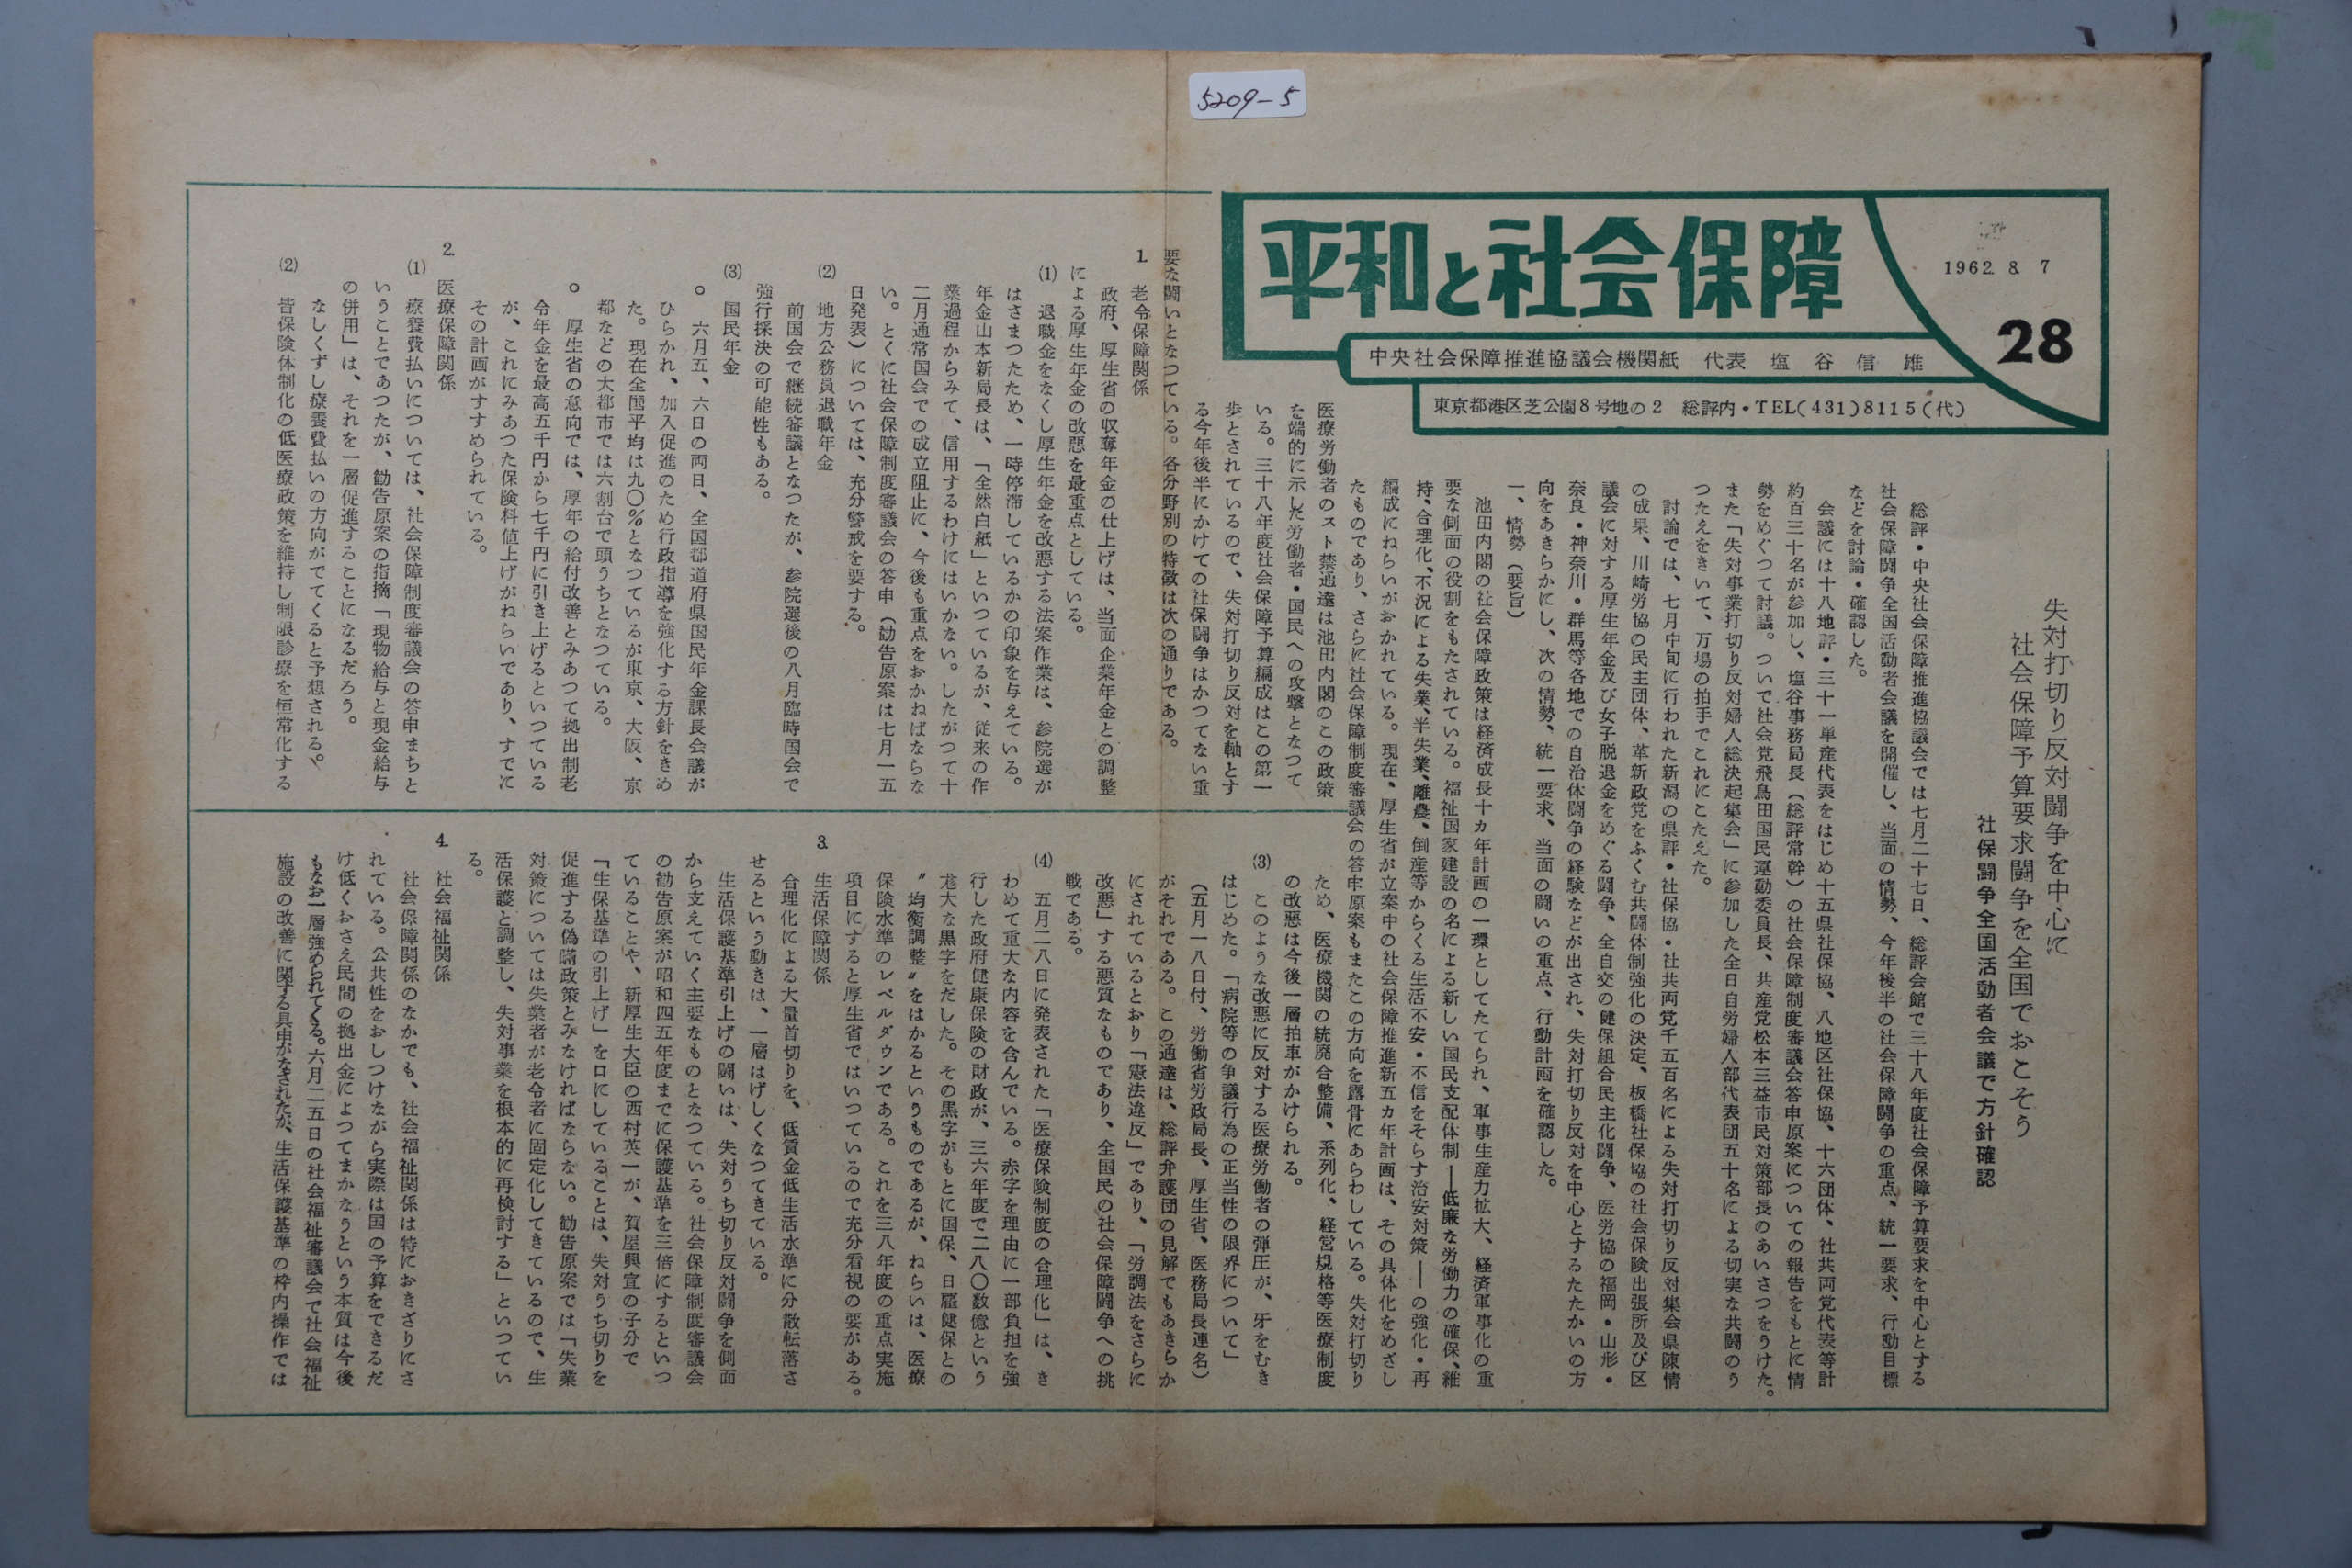 5209-5
平和と社会保障
1962 8. 7
28
中央社会保障推進協議会機関紙 代表 塩谷信雄
東京都港区芝公園8号地の2 総評内・TEL(431)8115(代)
失対打切り反対闘争を中心に
社会保障予算要求闘争を全国でおこそう
社保闘争全国活動者会議で方針確認
総評・中央社会保障推進協議会では七月二十七日、総評会館で三十八年度社会保障予算要求を中心とする
社会保障闘争全国活動者会議を開催し、当面の情勢、今年後半の社会保障闘争の重点、統一要求、行動目標
などを討論・確認した。
会議には十八地評・三十一単産代表をはじめ十五県社保協、八地区社保協、十六団体、社共両党代表等計
約百三十名が参加し、塩谷事務局長（総評常幹）の社会保障制度審議会答申原案についての報告をもとに情
勢をめぐつて討議。ついで社会党飛鳥田国民運動委員長、共産党松本三益市民対策部長のあいさつをうけた。
また「失対事業打切り反対婦人総決起集会」に参加した全日自労婦人部代表団五十名による切実な共闘のう
つたえをきいて、万場の拍手でこれにこたえた。
討論では、七月中旬に行われた新潟の県評・社保協・社共両党千五百名による失対打切り反対集会県陳情
の成果、川崎労協の民主団体、革新政党をふくむ共闘体制強化の決定、板橋社保協の社会保険出張所及び区
議会に対する厚生年金及び女子脱退金をめぐる闘争、全自交の健保組合民主化闘争、医労協の福岡・山形・
奈良・神奈川・群馬等各地での自治体闘争の経験などが出され、失対打切り反対を中心とするたたかいの方
向をあきらかにし、次の情勢、統一要求、当面の闘いの重点、行動計画を確認した。
一、情勢（要旨）
池田内閣の社会保障政策は経済成長十カ年計画の一環としてたてられ、軍事生産力拡大、経済軍事化の重
要な側面の役割をもたされている。福祉国家建設の名による新しい国民支配体制―低廉な労働力の確保、維
持、合理化、不況による失業、半失業、離農、倒産等からくる生活不安・不信をそらす治安対策―の強化・再
編成にねらいがおかれている。現在、厚生省が立案中の社会保障推進新五カ年計画は、その具体化をめざし
たものであり、さらに社会保障制度審議会の答申原案もまたこの方向を露骨にあらわしている。失対打切り
医療労働者のスト禁通達は池田内閣のこの政策
を端的に示した労働者・国民への攻撃となつて
いる。三十八年度社会保障予算編成はこの第一
歩とされているので、失対打切り反対を軸とす
る今年後半にかけての社保闘争はかつてない重
要な闘いとなつている。各分野別の特徴は次の通りである。
1. 老令保障関係
政府、厚生省の収奪年金の仕上げは、当面企業年金との調整
による厚生年金の改悪を最重点としている。
(1) 退職金をなくし厚生年金を改悪する法案作業は、参院選が
はさまつたため、一時停滞しているかの印象を与えている。
年金山本新局長は、「全然白紙」といつているが、従来の作
業過程からみて、信用するわけにはいかない。したがつて十
二月通常国会での成立阻止に、今後も重点をおかねばならな
い。とくに社会保障制度審議会の答申（勧告原案は七月一五
日発表）については、充分警戒を要する。
(2) 地方公務員退職年金
前国会で継続審議となつたが、参院選後の八月臨時国会で
強行採決の可能性もある。
(3) 国民年金
○ 六月五、六日の両日、全国都道府県国民年金課長会議が
ひらかれ、加入促進のため行政指導を強化する方針をきめ
た。現在全国平均は九〇％となつているが東京、大阪、京
都などの大都市では六割台で頭うちとなつている。
○ 厚生省の意向では、厚年の給付改善とみあつて拠出制老
令年金を最高五千円から七千円に引き上げるといつている
が、これにみあつた保険料値上げがねらいであり、すでに
その計画がすすめられている。
2. 医療保障関係
(1) 療養費払いについては、社会保障制度審議会の答申まちと
いうことであつたが、勧告原案の指摘「現物給与と現金給与
の併用」は、それを一層促進することになるだろう。
なしくずし療養費払いの方向がでてくると予想される。
(2) 皆保険体制化の低医療政策を維持し制限診療を恒常化する
ため、医療機関の統廃合整備、系列化、経営規格等医療制度
の改悪は今後一層拍車がかけられる。
(3) このような改悪に反対する医療労働者の弾圧が、牙をむき
はじめた。「病院等の争議行為の正当性の限界について」
（五月一八日付、労働省労政局長、厚生省、医務局長連名）
がそれである。この通達は、総評弁護団の見解でもあきらか
にされているとおり「憲法違反」であり、「労調法をさらに
改悪」する悪質なものであり、全国民の社会保障闘争への挑
戦である。
(4) 五月二八日に発表された「医療保険制度の合理化」は、き
わめて重大な内容を含んでいる。赤字を理由に一部負担を強
行した政府健康保険の財政が、三六年度で二八〇数億という
尨大な黒字をだした。その黒字がもとに国保、日雇健保との
〝均衡調整〟をはかるというものであるが、ねらいは、医療
保険水準のレベルダウンである。これを三八年度の重点実施
項目にすると厚生省ではいつているので充分看視の要がある。
3. 生活保障関係
合理化による大量首切りを、低賃金低生活水準に分散転落さ
せるという動きは、一層はげしくなつてきている。
生活保護基準引上げの闘いは、失対うち切り反対闘争を側面
から支えていく主要なものとなつている。社会保障制度審議会
の勧告原案が昭和四五年度までに保護基準を三倍にするといつ
ていることや、新厚生大臣の西村英一が、賀屋興宣の子分で
「生保基準の引上げ」を口にしていることは、失対うち切りを
促進する偽瞞政策とみなければならない。勧告原案では「失業
対策については失業者が老令者に固定化してきているので、生
活保護と調整し、失対事業を根本的に再検討する」といつてい
る。
4. 社会福祉関係
社会保障関係のなかでも、社会福祉関係は特におきざりにさ
れている。公共性をおしつけながら実際は国の予算をできるだ
け低くおさえ民間の拠出金によつてまかなうという本質は今後
もなお一層強められてくる。六月二五日の社会福祉審議会で社会福祉
施設の改善に関する具申がなされたが、生活保護基準の枠内操作では